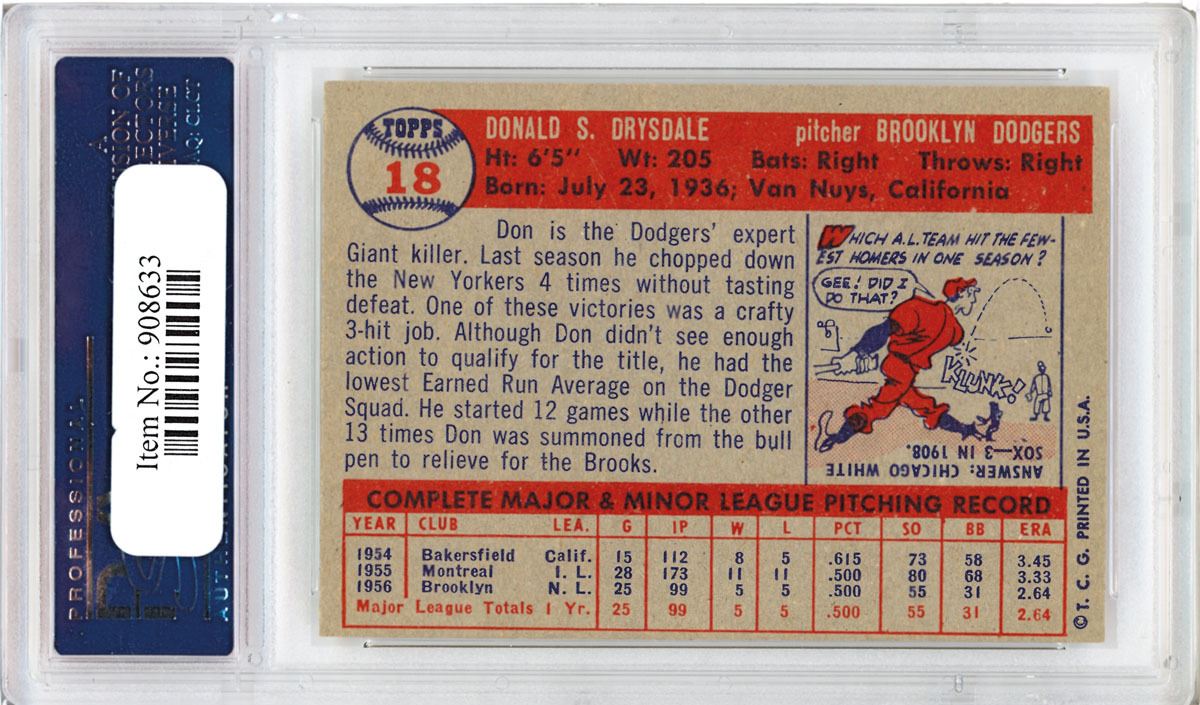 A
DIVISION OF
COLLECTORS
UNIVERSE
NASDAQ: CLCT
PROFESSIONAL
AUTHENTICATION
Item No.: 908633
TOPPS
18
DONALD S. DRYSDALE pitcher BROOKLYN DODGERS
Ht: 6'5" Wt: 205 Bats: Right Throws: Right
Born: July 23, 1936; Van Nuys, California
Don is the Dodgers' expert
Giant killer. Last season he chopped down
the New Yorkers 4 times without tasting
defeat. One of these victories was a crafty
3-hit job. Although Don didn't see enough
action to qualify for the title, he had the
lowest Earned Run Average on the Dodger
Squad. He started 12 games while the other
13 times Don was summoned from the bull
pen to relieve for the Brooks.
WHICH A.L. TEAM HIT THE FEW-
EST HOMERS IN ONE SEASON?
GEE! DID I
DO THAT?
KLUNK!
ANSWER: CHICAGO WHITE
SOX—3 IN 1908.
COMPLETE MAJOR & MINOR LEAGUE PITCHING RECORD
YEAR CLUB LEA. G IP W L PCT SO BB ERA
1954 Bakersfield Calif. 15 112 8 5 .615 73 58 3.45
1955 Montreal I. L. 28 173 11 11 .500 80 68 3.33
1956 Brooklyn N. L. 25 99 5 5 .500 55 31 2.64
Major League Totals 1 Yr. 25 99 5 5 .500 55 31 2.64
© T. C. G. PRINTED IN U.S.A.